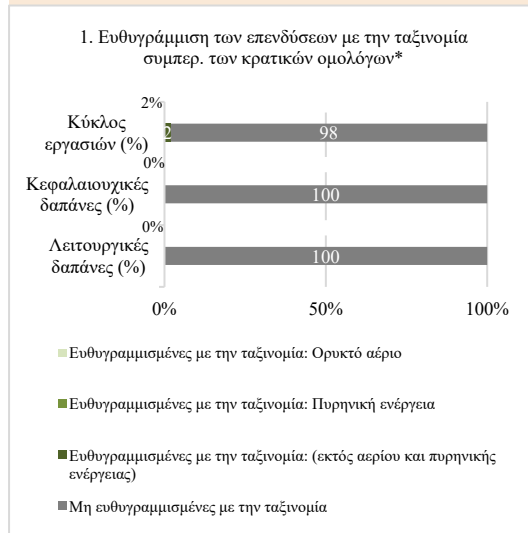 1. Ευθυγράμμιση των επενδύσεων με την ταξινομία
συμπερ. των κρατικών ομολόγων*
2%
Κύκλος
εργασιών (%)
2
98
0%
Κεφαλαιουχικές
δαπάνες (%)
100
0%
Λειτουργικές
δαπάνες (%)
100
0%
50%
100%
Ευθυγραμμισμένες με την ταξινομία: Ορυκτό αέριο
Ευθυγραμμισμένες με την ταξινομία: Πυρηνική ενέργεια
Ευθυγραμμισμένες με την ταξινομία: (εκτός αερίου και πυρηνικής
ενέργειας)
Μη ευθυγραμμισμένες με την ταξινομία